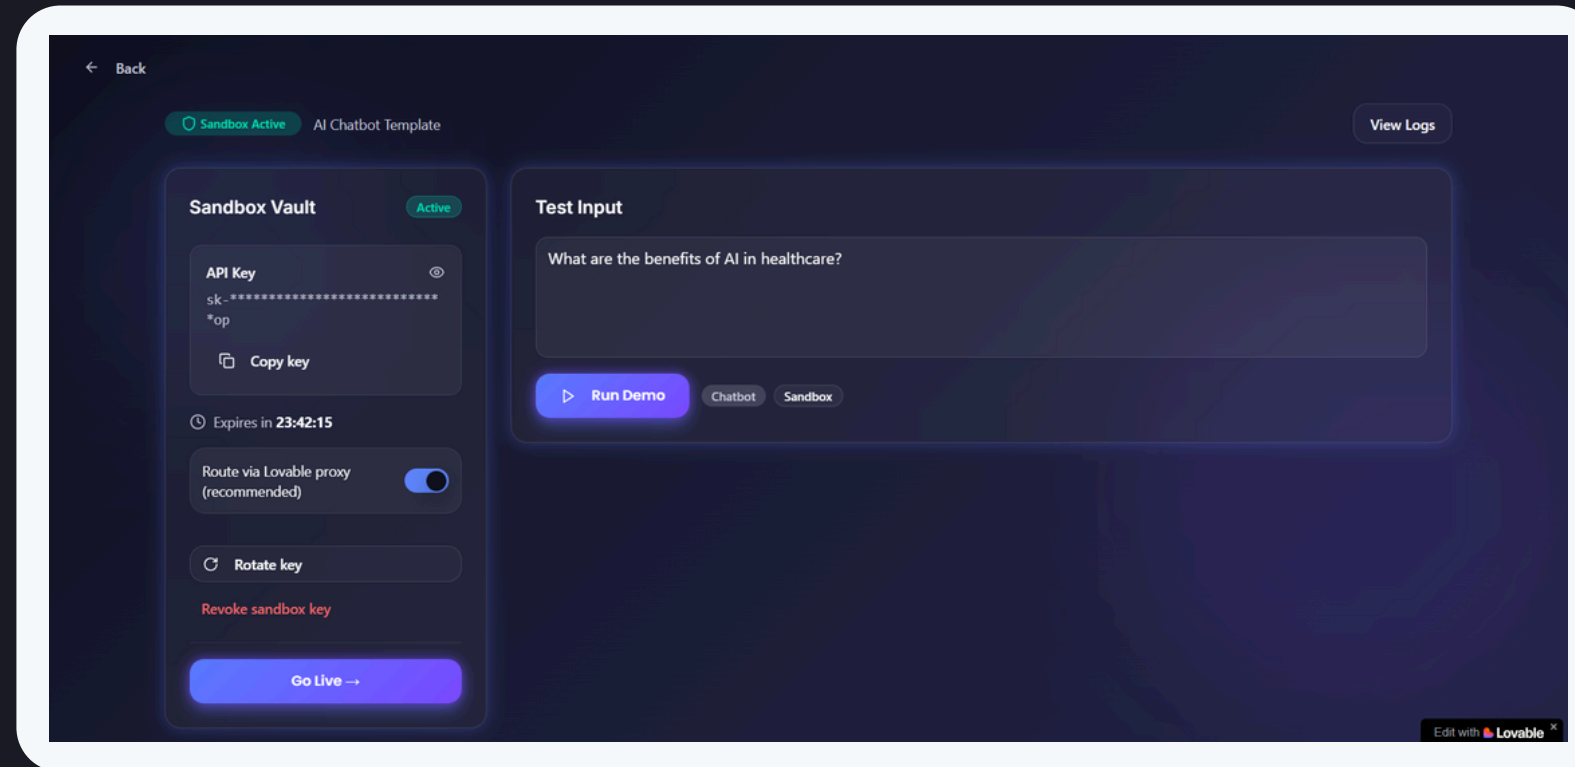 Back
Sandbox Active
AI Chatbot Template
View Logs
Sandbox Vault
Active
API Key
sk-***************************
*op
Copy key
Expires in 23:42:15
Route via Lovable proxy
(recommended)
Rotate key
Revoke sandbox key
Go Live →
Test Input
What are the benefits of AI in healthcare?
Run Demo
Chatbot
Sandbox
Edit with Lovable